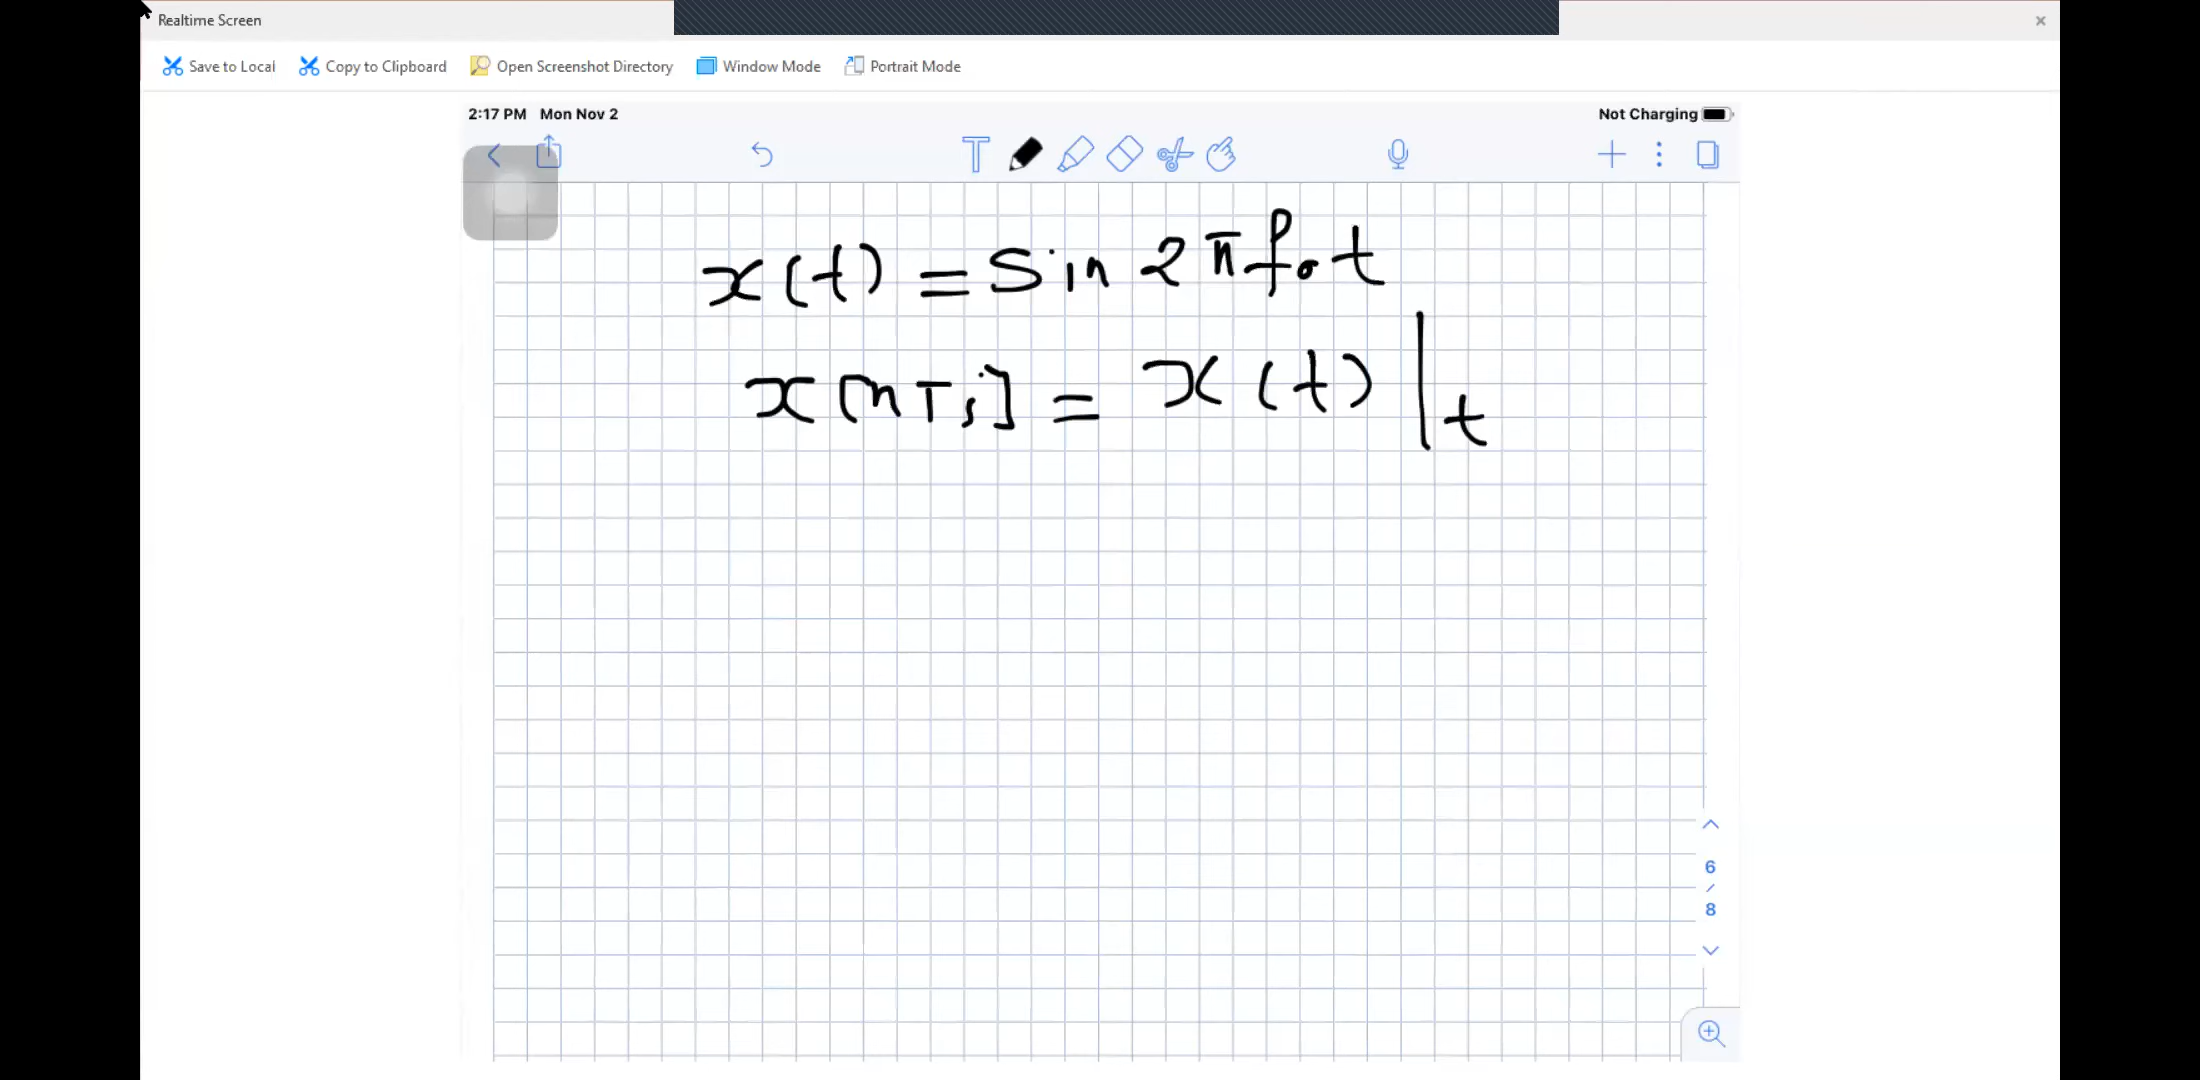 Realtime Screen
Save to Local Copy to Clipboard Open Screenshot Directory Window Mode Portrait Mode
2:17 PM Mon Nov 2 Not Charging
x(t) = Sin 2πf₀t
x[nTs] = x(t)|t
6
/
8